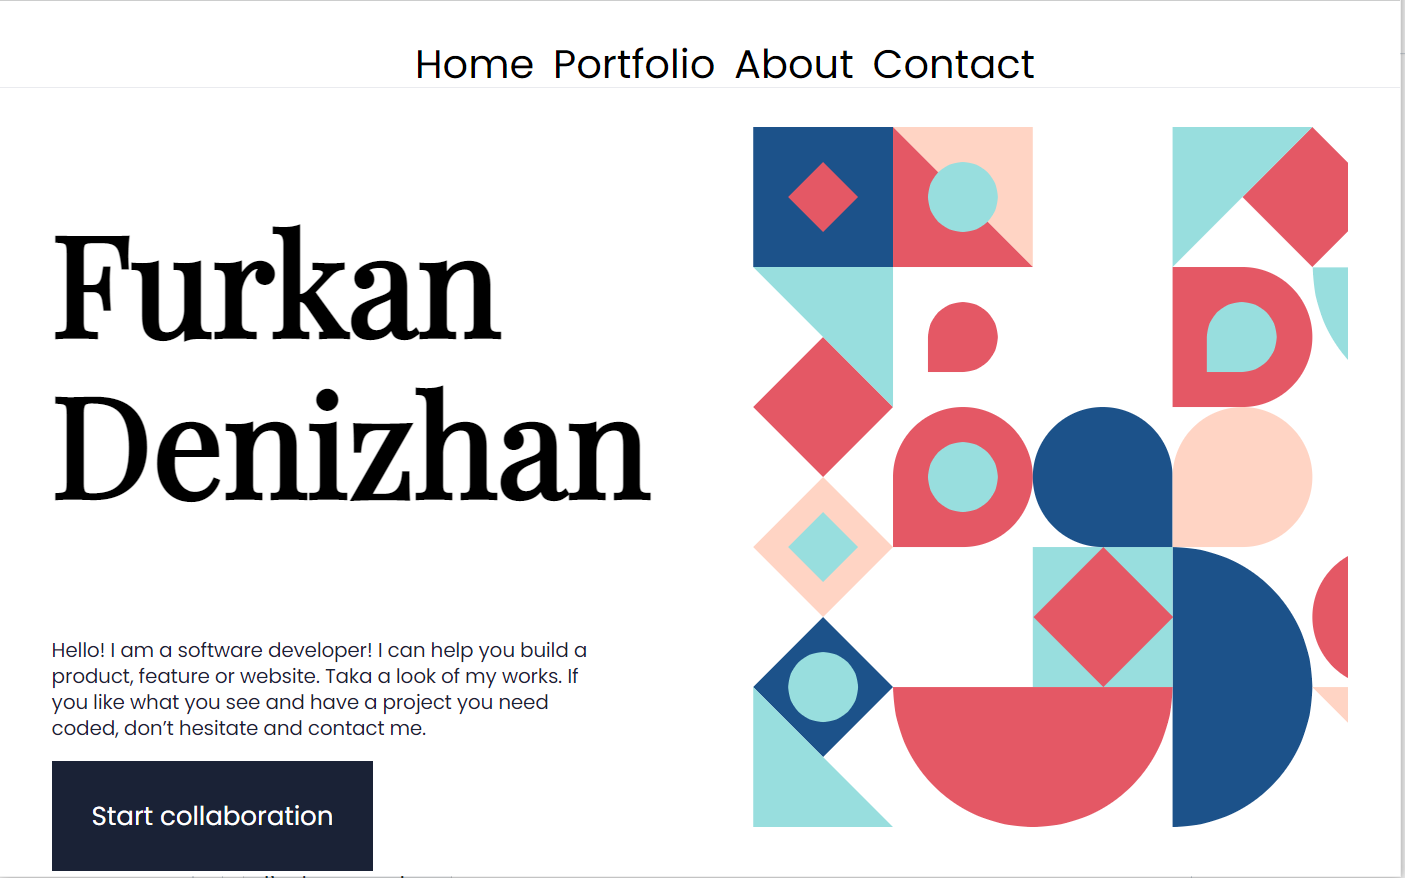 Home Portfolio About Contact
Furkan
Denizhan
Hello! I am a software developer! I can help you build a
product, feature or website. Taka a look of my works. If
you like what you see and have a project you need
coded, don’t hesitate and contact me.
Start collaboration